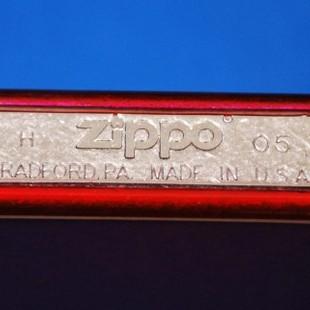 H zippo® 05
RADFORD, PA. MADE IN U.S.A